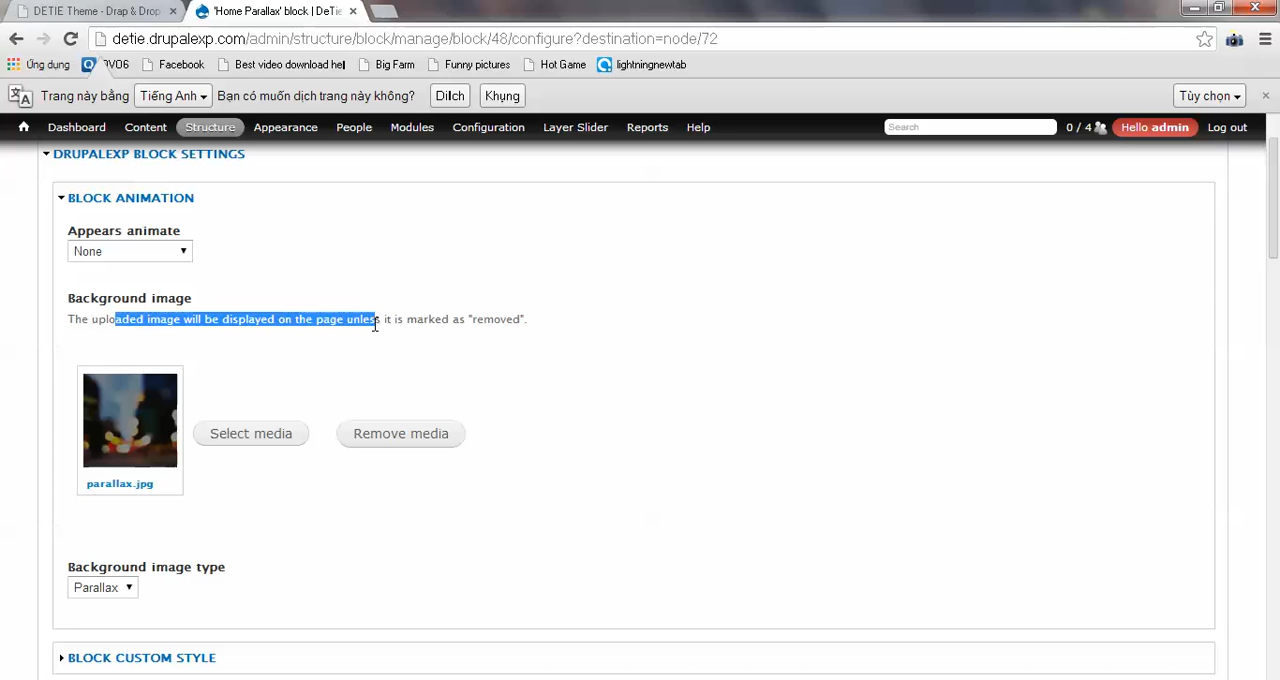 DETIE Theme - Drap & Drop
'Home Parallax' block | DeTie
detie.drupalexp.com/admin/structure/block/manage/block/48/configure?destination=node/72
Ứng dụng
Facebook
Best video download hel
Big Farm
Funny pictures
Hot Game
lightningnewtab
Trang này bằng
Tiếng Anh
Bạn có muốn dịch trang này không?
Dịch
Không
Tùy chọn
Dashboard
Content
Structure
Appearance
People
Modules
Configuration
Layer Slider
Reports
Help
Search
0 / 4
Hello admin
Log out
DRUPALEXP BLOCK SETTINGS
BLOCK ANIMATION
Appears animate
None
Background image
The uploaded image will be displayed on the page unless it is marked as "removed".
Select media
Remove media
parallax.jpg
Background image type
Parallax
BLOCK CUSTOM STYLE